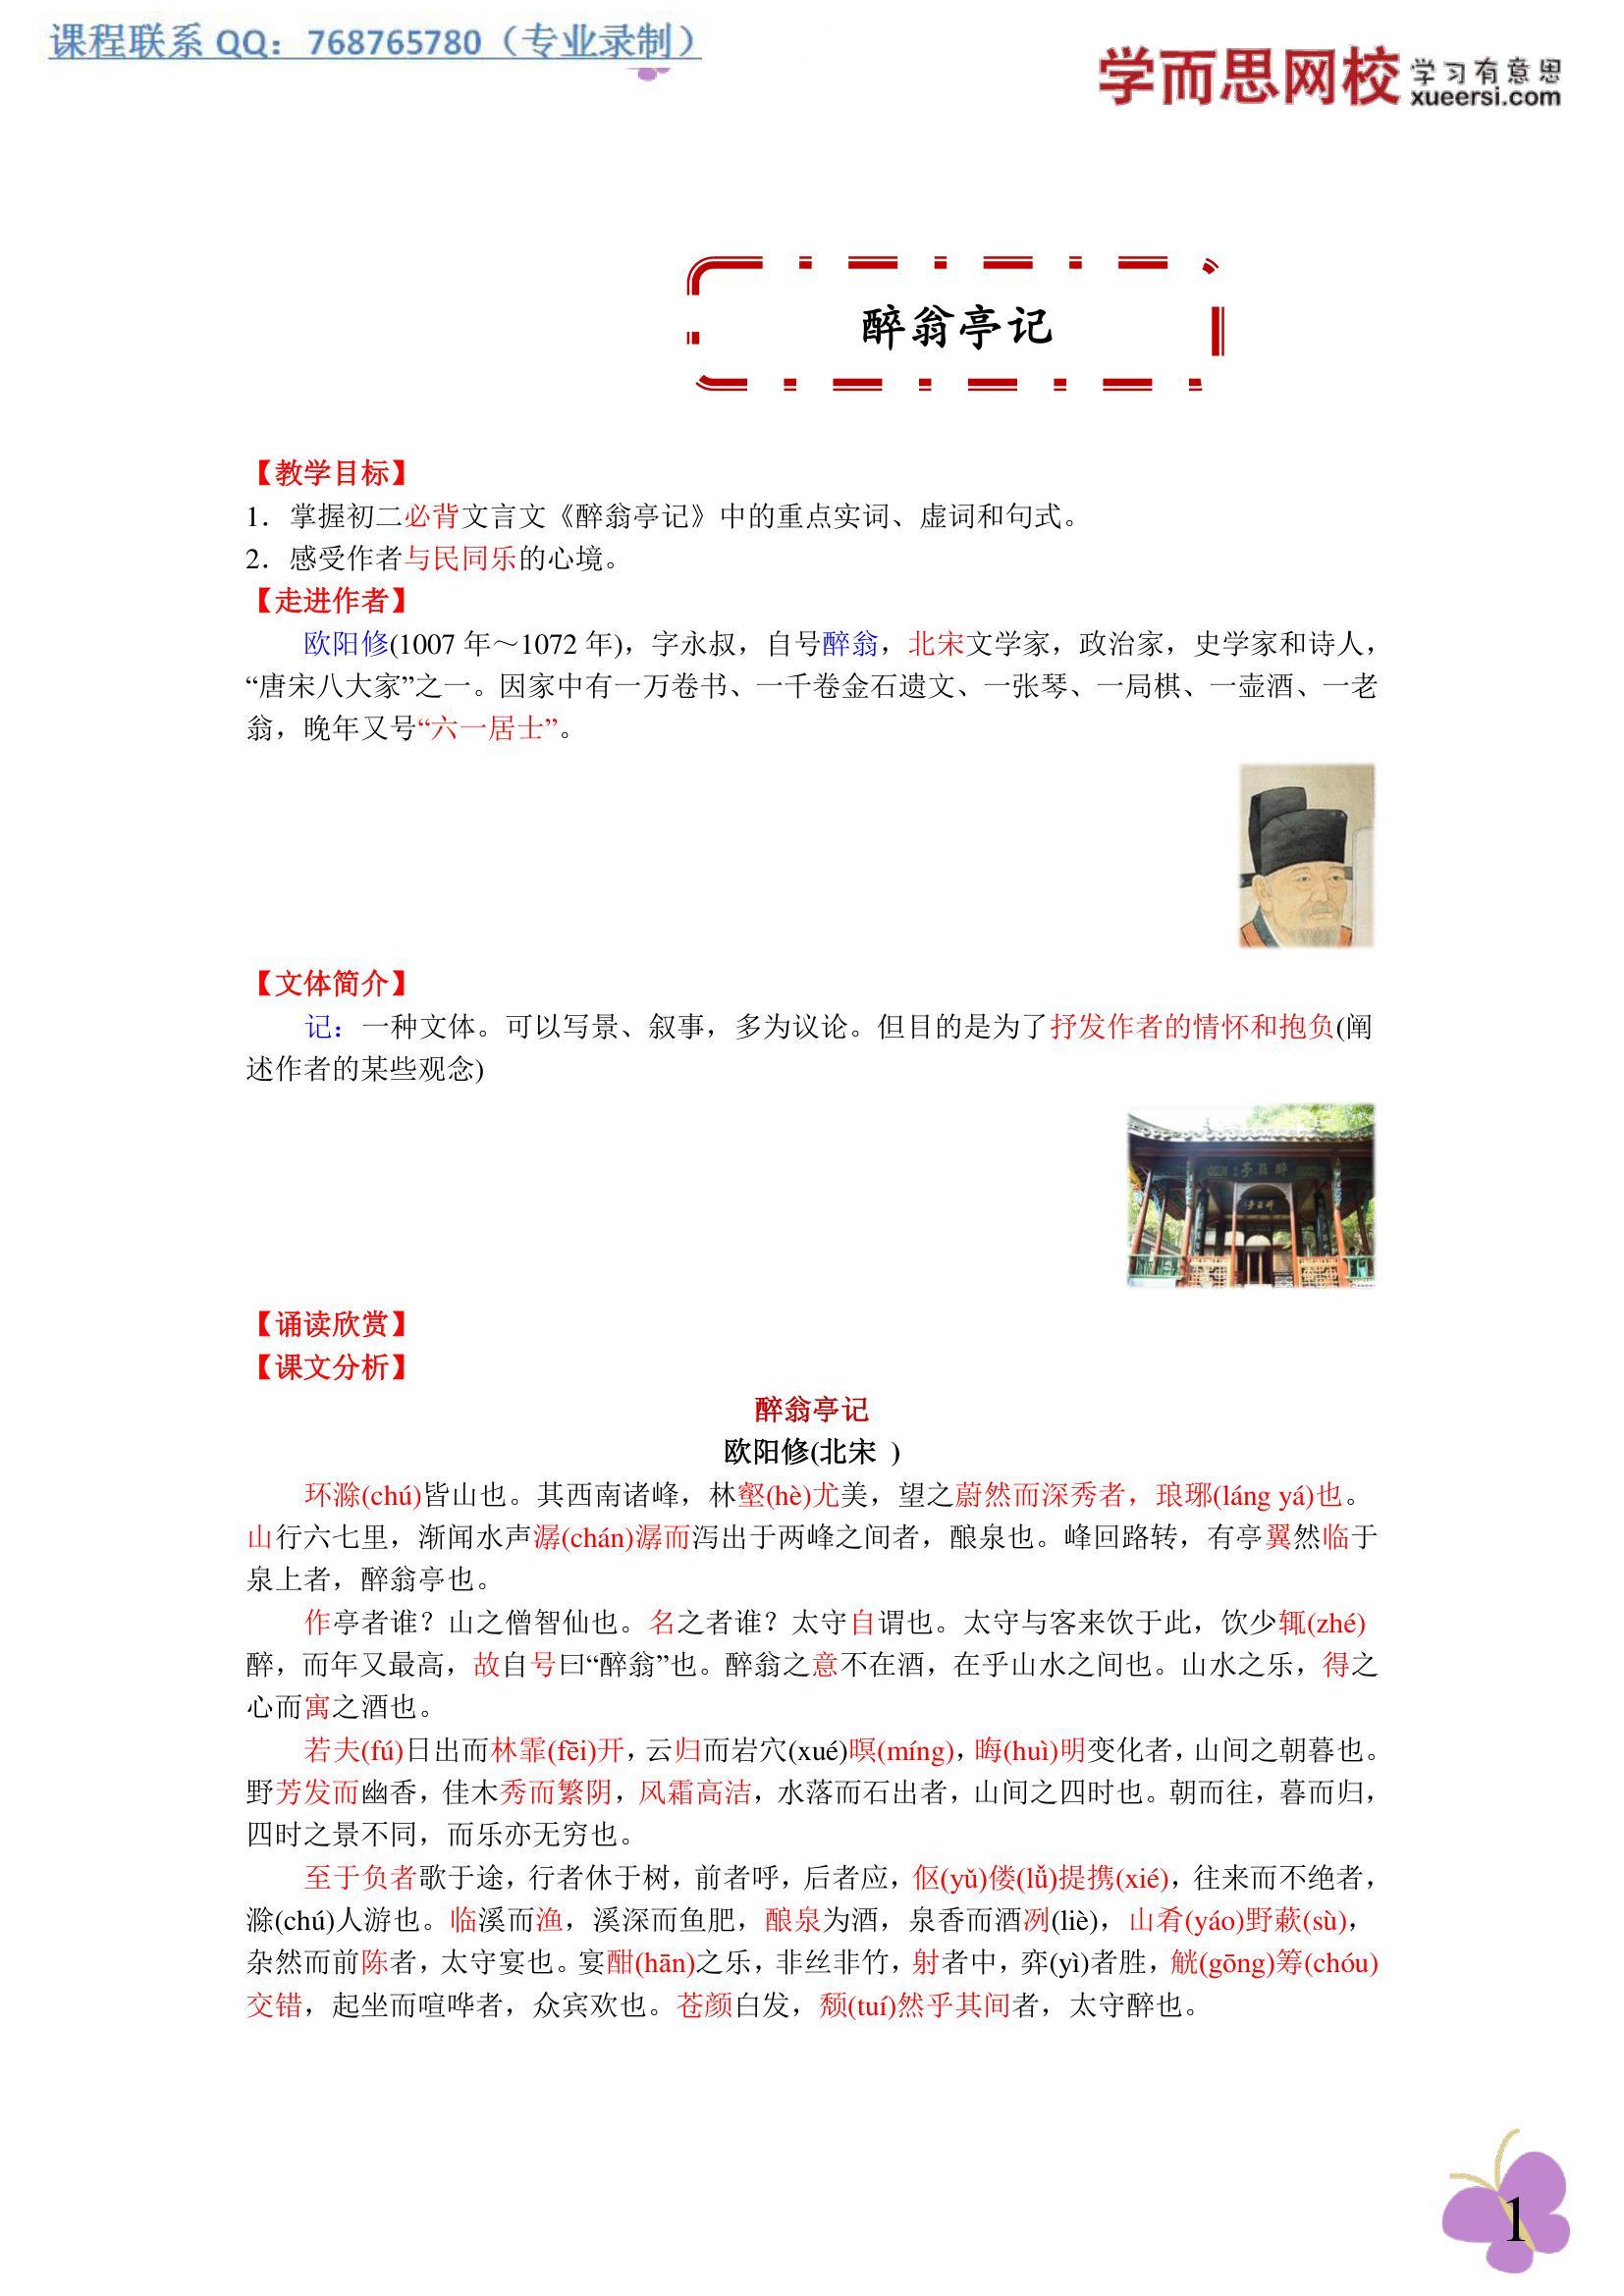 课程联系 QQ：768765780（专业录制）
学而思网校 学习有意思
xueersi.com
醉翁亭记
【教学目标】
1．掌握初二必背文言文《醉翁亭记》中的重点实词、虚词和句式。
2．感受作者与民同乐的心境。
【走进作者】
欧阳修(1007 年～1072 年)，字永叔，自号醉翁，北宋文学家，政治家，史学家和诗人，
“唐宋八大家”之一。因家中有一万卷书、一千卷金石遗文、一张琴、一局棋、一壶酒、一老
翁，晚年又号“六一居士”。
【文体简介】
记：一种文体。可以写景、叙事，多为议论。但目的是为了抒发作者的情怀和抱负(阐
述作者的某些观念)
醉翁亭
【诵读欣赏】
【课文分析】
醉翁亭记
欧阳修(北宋 )
环滁(chú)皆山也。其西南诸峰，林壑(hè)尤美，望之蔚然而深秀者，琅琊(láng yá)也。
山行六七里，渐闻水声潺(chán)潺而泻出于两峰之间者，酿泉也。峰回路转，有亭翼然临于
泉上者，醉翁亭也。
作亭者谁？山之僧智仙也。名之者谁？太守自谓也。太守与客来饮于此，饮少辄(zhé)
醉，而年又最高，故自号曰“醉翁”也。醉翁之意不在酒，在乎山水之间也。山水之乐，得之
心而寓之酒也。
若夫(fú)日出而林霏(fēi)开，云归而岩穴(xué)暝(míng)，晦(huì)明变化者，山间之朝暮也。
野芳发而幽香，佳木秀而繁阴，风霜高洁，水落而石出者，山间之四时也。朝而往，暮而归，
四时之景不同，而乐亦无穷也。
至于负者歌于途，行者休于树，前者呼，后者应，伛(yǔ)偻(lǚ)提携(xié)，往来而不绝者，
滁(chú)人游也。临溪而渔，溪深而鱼肥，酿泉为酒，泉香而酒冽(liè)，山肴(yáo)野蔌(sù)，
杂然而前陈者，太守宴也。宴酣(hān)之乐，非丝非竹，射者中，弈(yì)者胜，觥(gōng)筹(chóu)
交错，起坐而喧哗者，众宾欢也。苍颜白发，颓(tuí)然乎其间者，太守醉也。
1